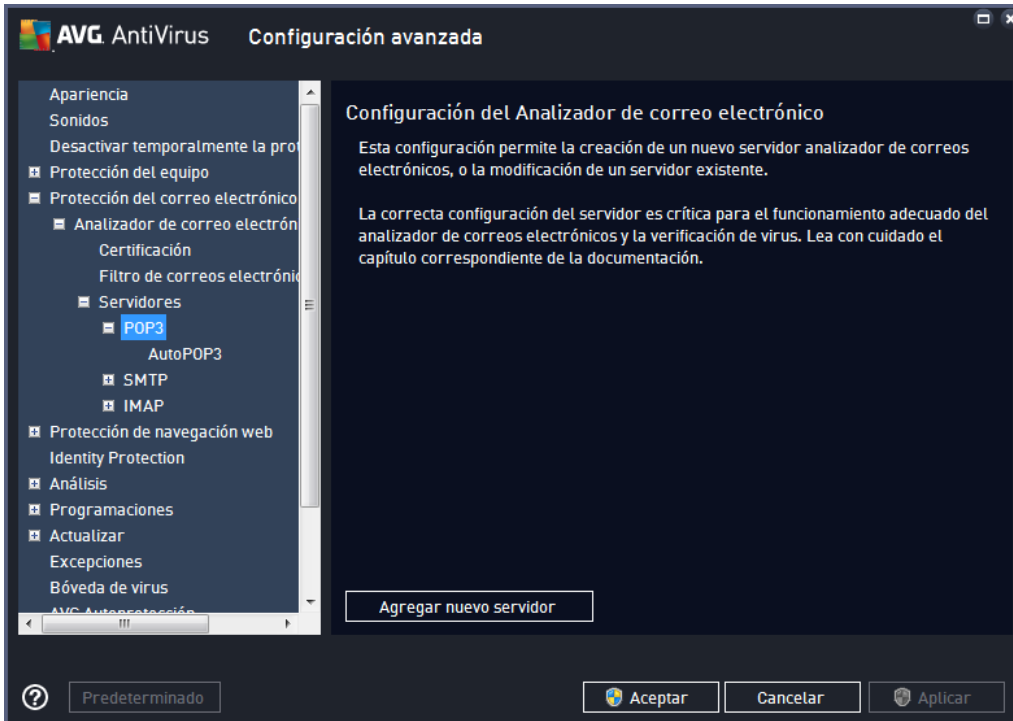 AVG. AntiVirus Configuración avanzada
Apariencia
Sonidos
Desactivar temporalmente la prot
Protección del equipo
Protección del correo electrónico
Analizador de correo electrón
Certificación
Filtro de correos electrónic
Servidores
POP3
AutoPOP3
SMTP
IMAP
Protección de navegación web
Identity Protection
Análisis
Programaciones
Actualizar
Excepciones
Bóveda de virus
AVG Autoprotección
Configuración del Analizador de correo electrónico
Esta configuración permite la creación de un nuevo servidor analizador de correos
electrónicos, o la modificación de un servidor existente.
La correcta configuración del servidor es crítica para el funcionamiento adecuado del
analizador de correos electrónicos y la verificación de virus. Lea con cuidado el
capítulo correspondiente de la documentación.
Agregar nuevo servidor
Predeterminado
Aceptar
Cancelar
Aplicar